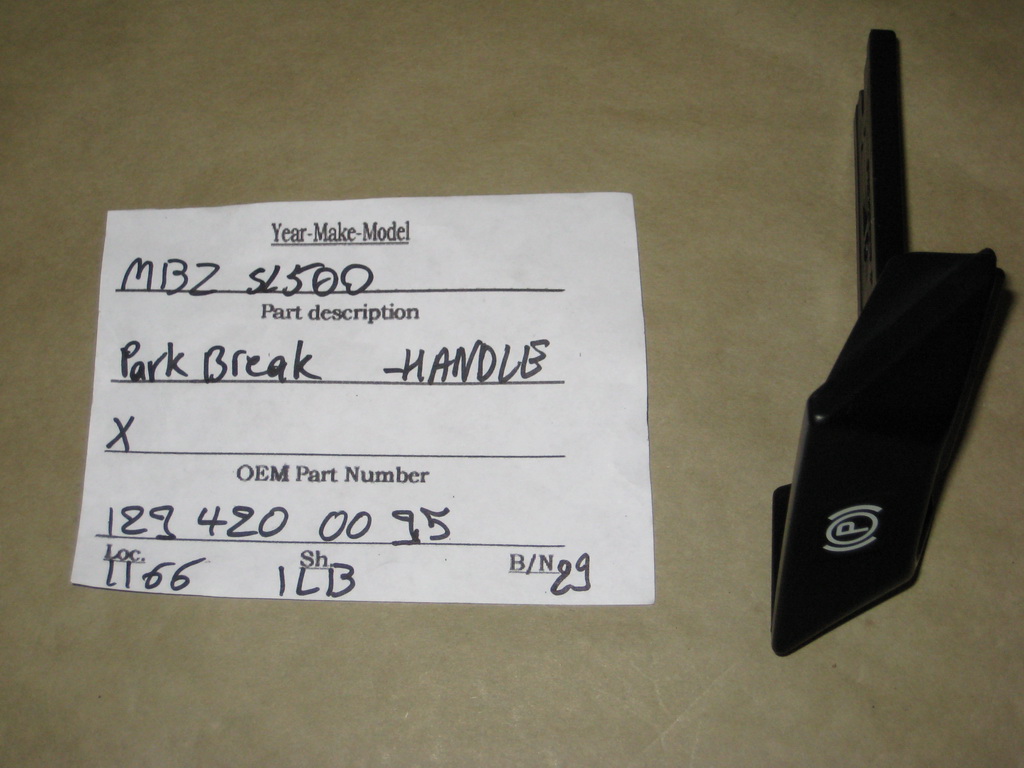 Year-Make-Model
MBZ SL500
Part description
Park Break -HANDLE
X
OEM Part Number
129 420 00 95
Loc. Sh. B/N 29
LT66 1LB
P